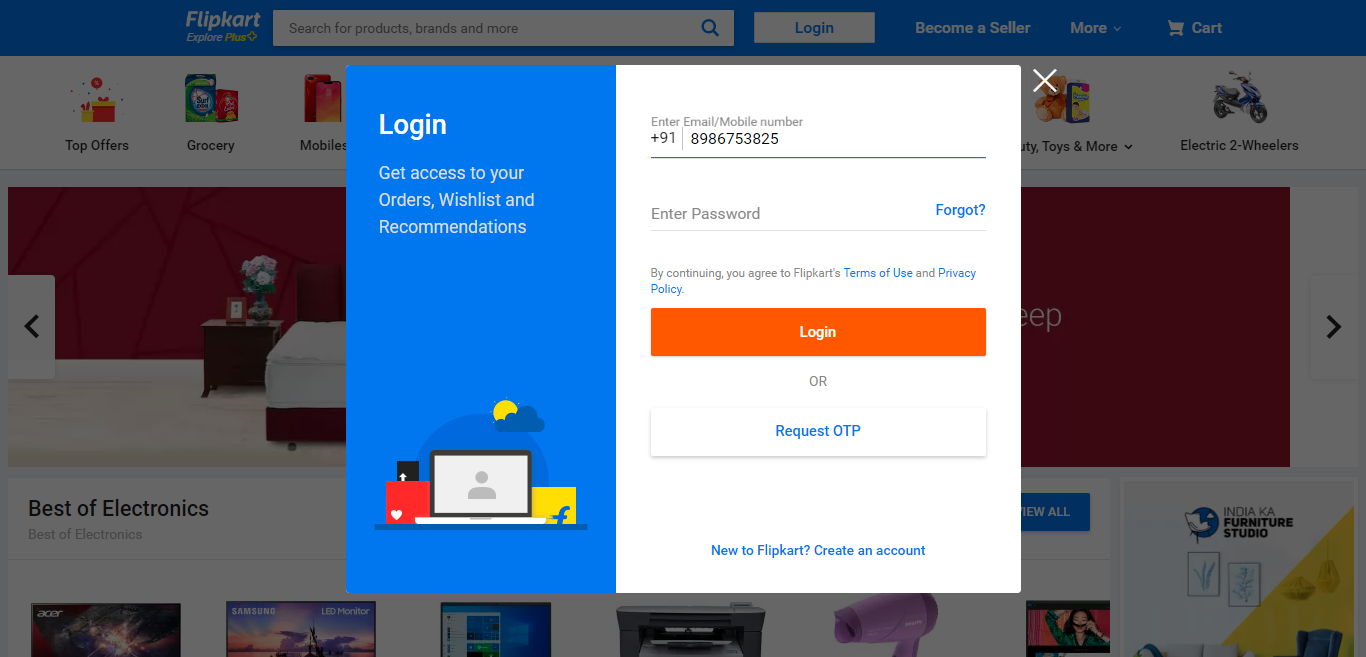 Flipkart
Explore Plus
Search for products, brands and more
Login
Become a Seller
More
Cart
Top Offers
Grocery
Mobiles
uty, Toys & More
Electric 2-Wheelers
Login
Get access to your
Orders, Wishlist and
Recommendations
Enter Email/Mobile number
+91 8986753825
Enter Password
Forgot?
By continuing, you agree to Flipkart's Terms of Use and Privacy
Policy.
Login
OR
Request OTP
New to Flipkart? Create an account
eep
Best of Electronics
Best of Electronics
VIEW ALL
INDIA KA
FURNITURE
STUDIO
acer
SAMSUNG
LED Monitor